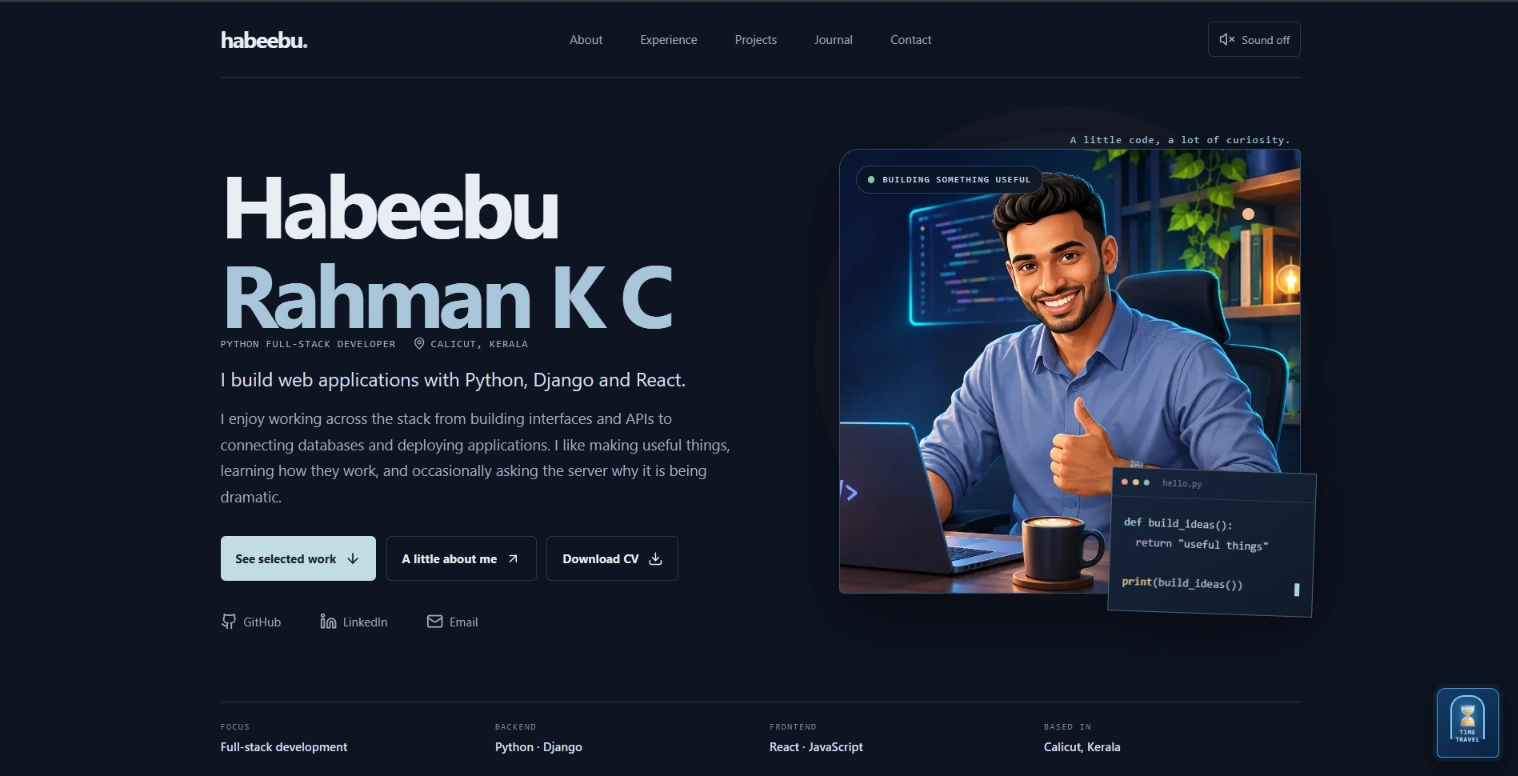 habeebu.
About
Experience
Projects
Journal
Contact
Sound off
A little code, a lot of curiosity.
BUILDING SOMETHING USEFUL
Habeebu
Rahman K C
PYTHON FULL-STACK DEVELOPER
CALICUT, KERALA
I build web applications with Python, Django and React.
I enjoy working across the stack from building interfaces and APIs to
connecting databases and deploying applications. I like making useful things,
learning how they work, and occasionally asking the server why it is being
dramatic.
See selected work
A little about me
Download CV
GitHub
LinkedIn
Email
/>
hello.py
def build_ideas():
return "useful things"
print(build_ideas())
FOCUS
Full-stack development
BACKEND
Python · Django
FRONTEND
React · JavaScript
BASED IN
Calicut, Kerala
TIME
TRAVEL